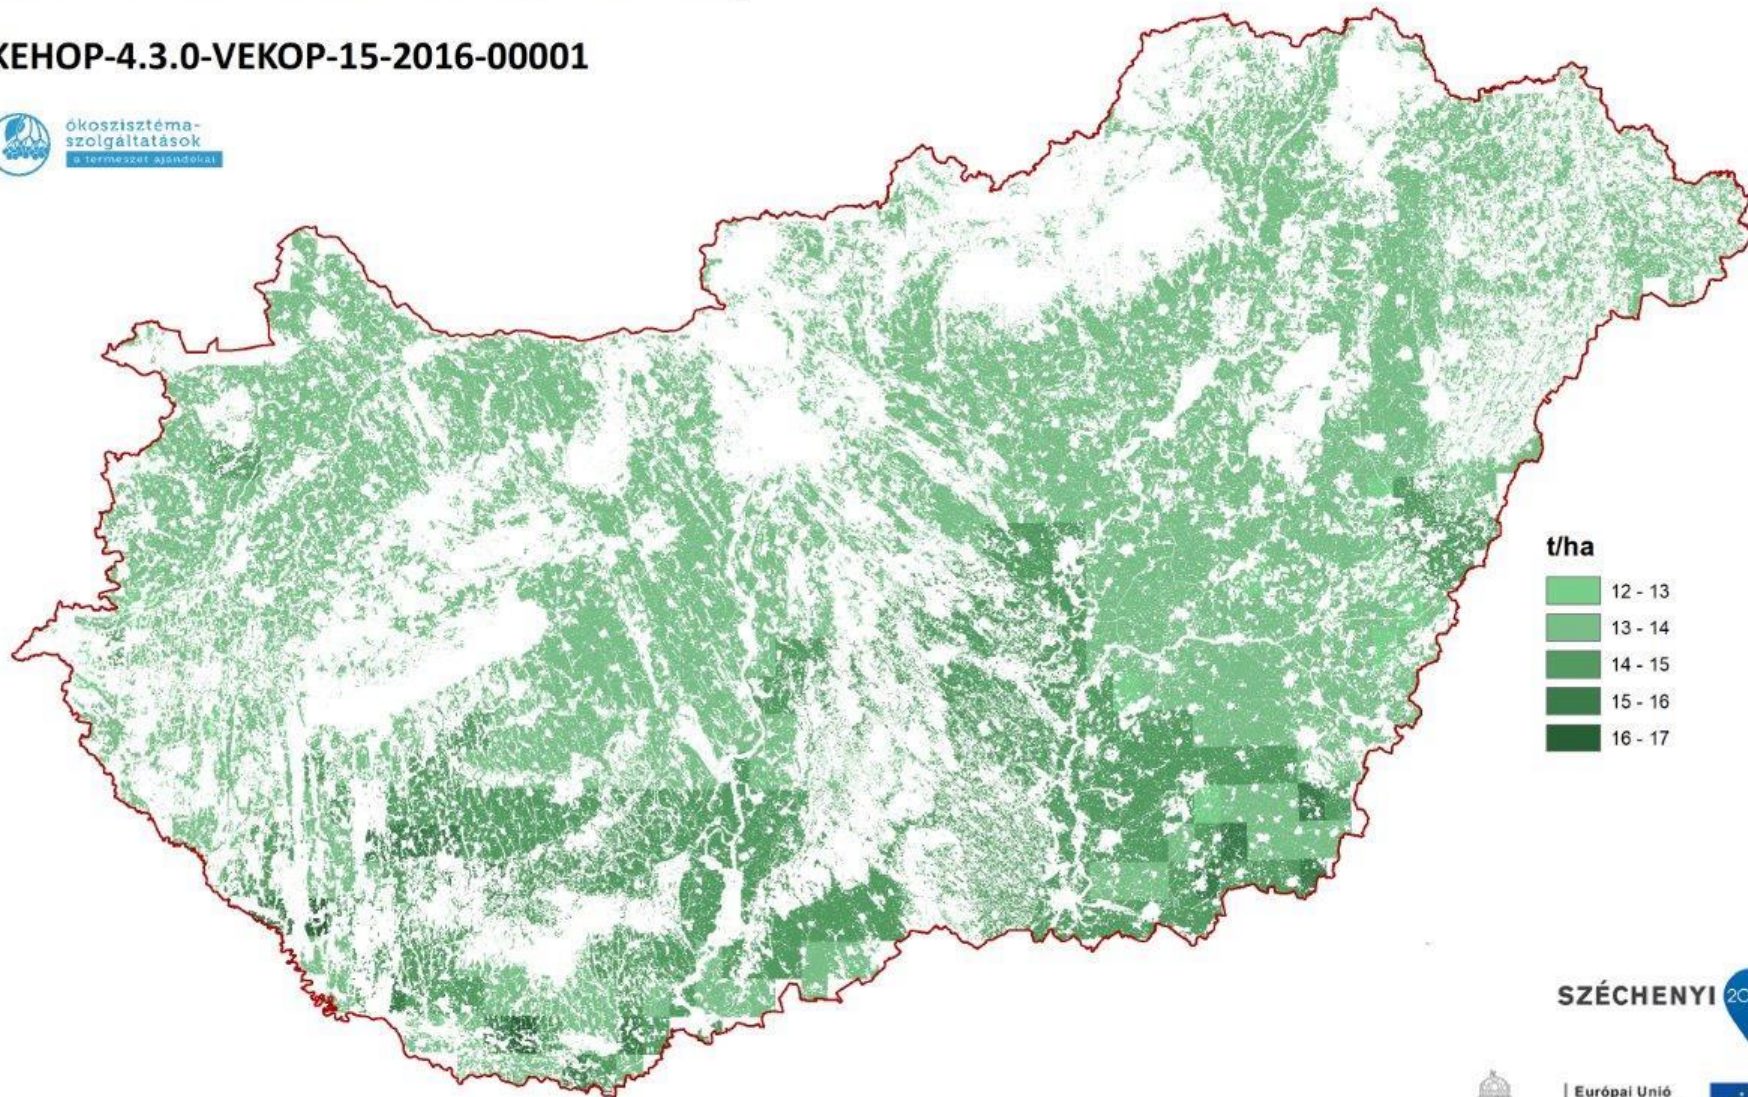 KEHOP-4.3.0-VEKOP-15-2016-00001
ökoszisztéma-
szolgáltatások
a természet ajándékai
t/ha
12 - 13
13 - 14
14 - 15
15 - 16
16 - 17
SZÉCHENYI 20
Európai Unió